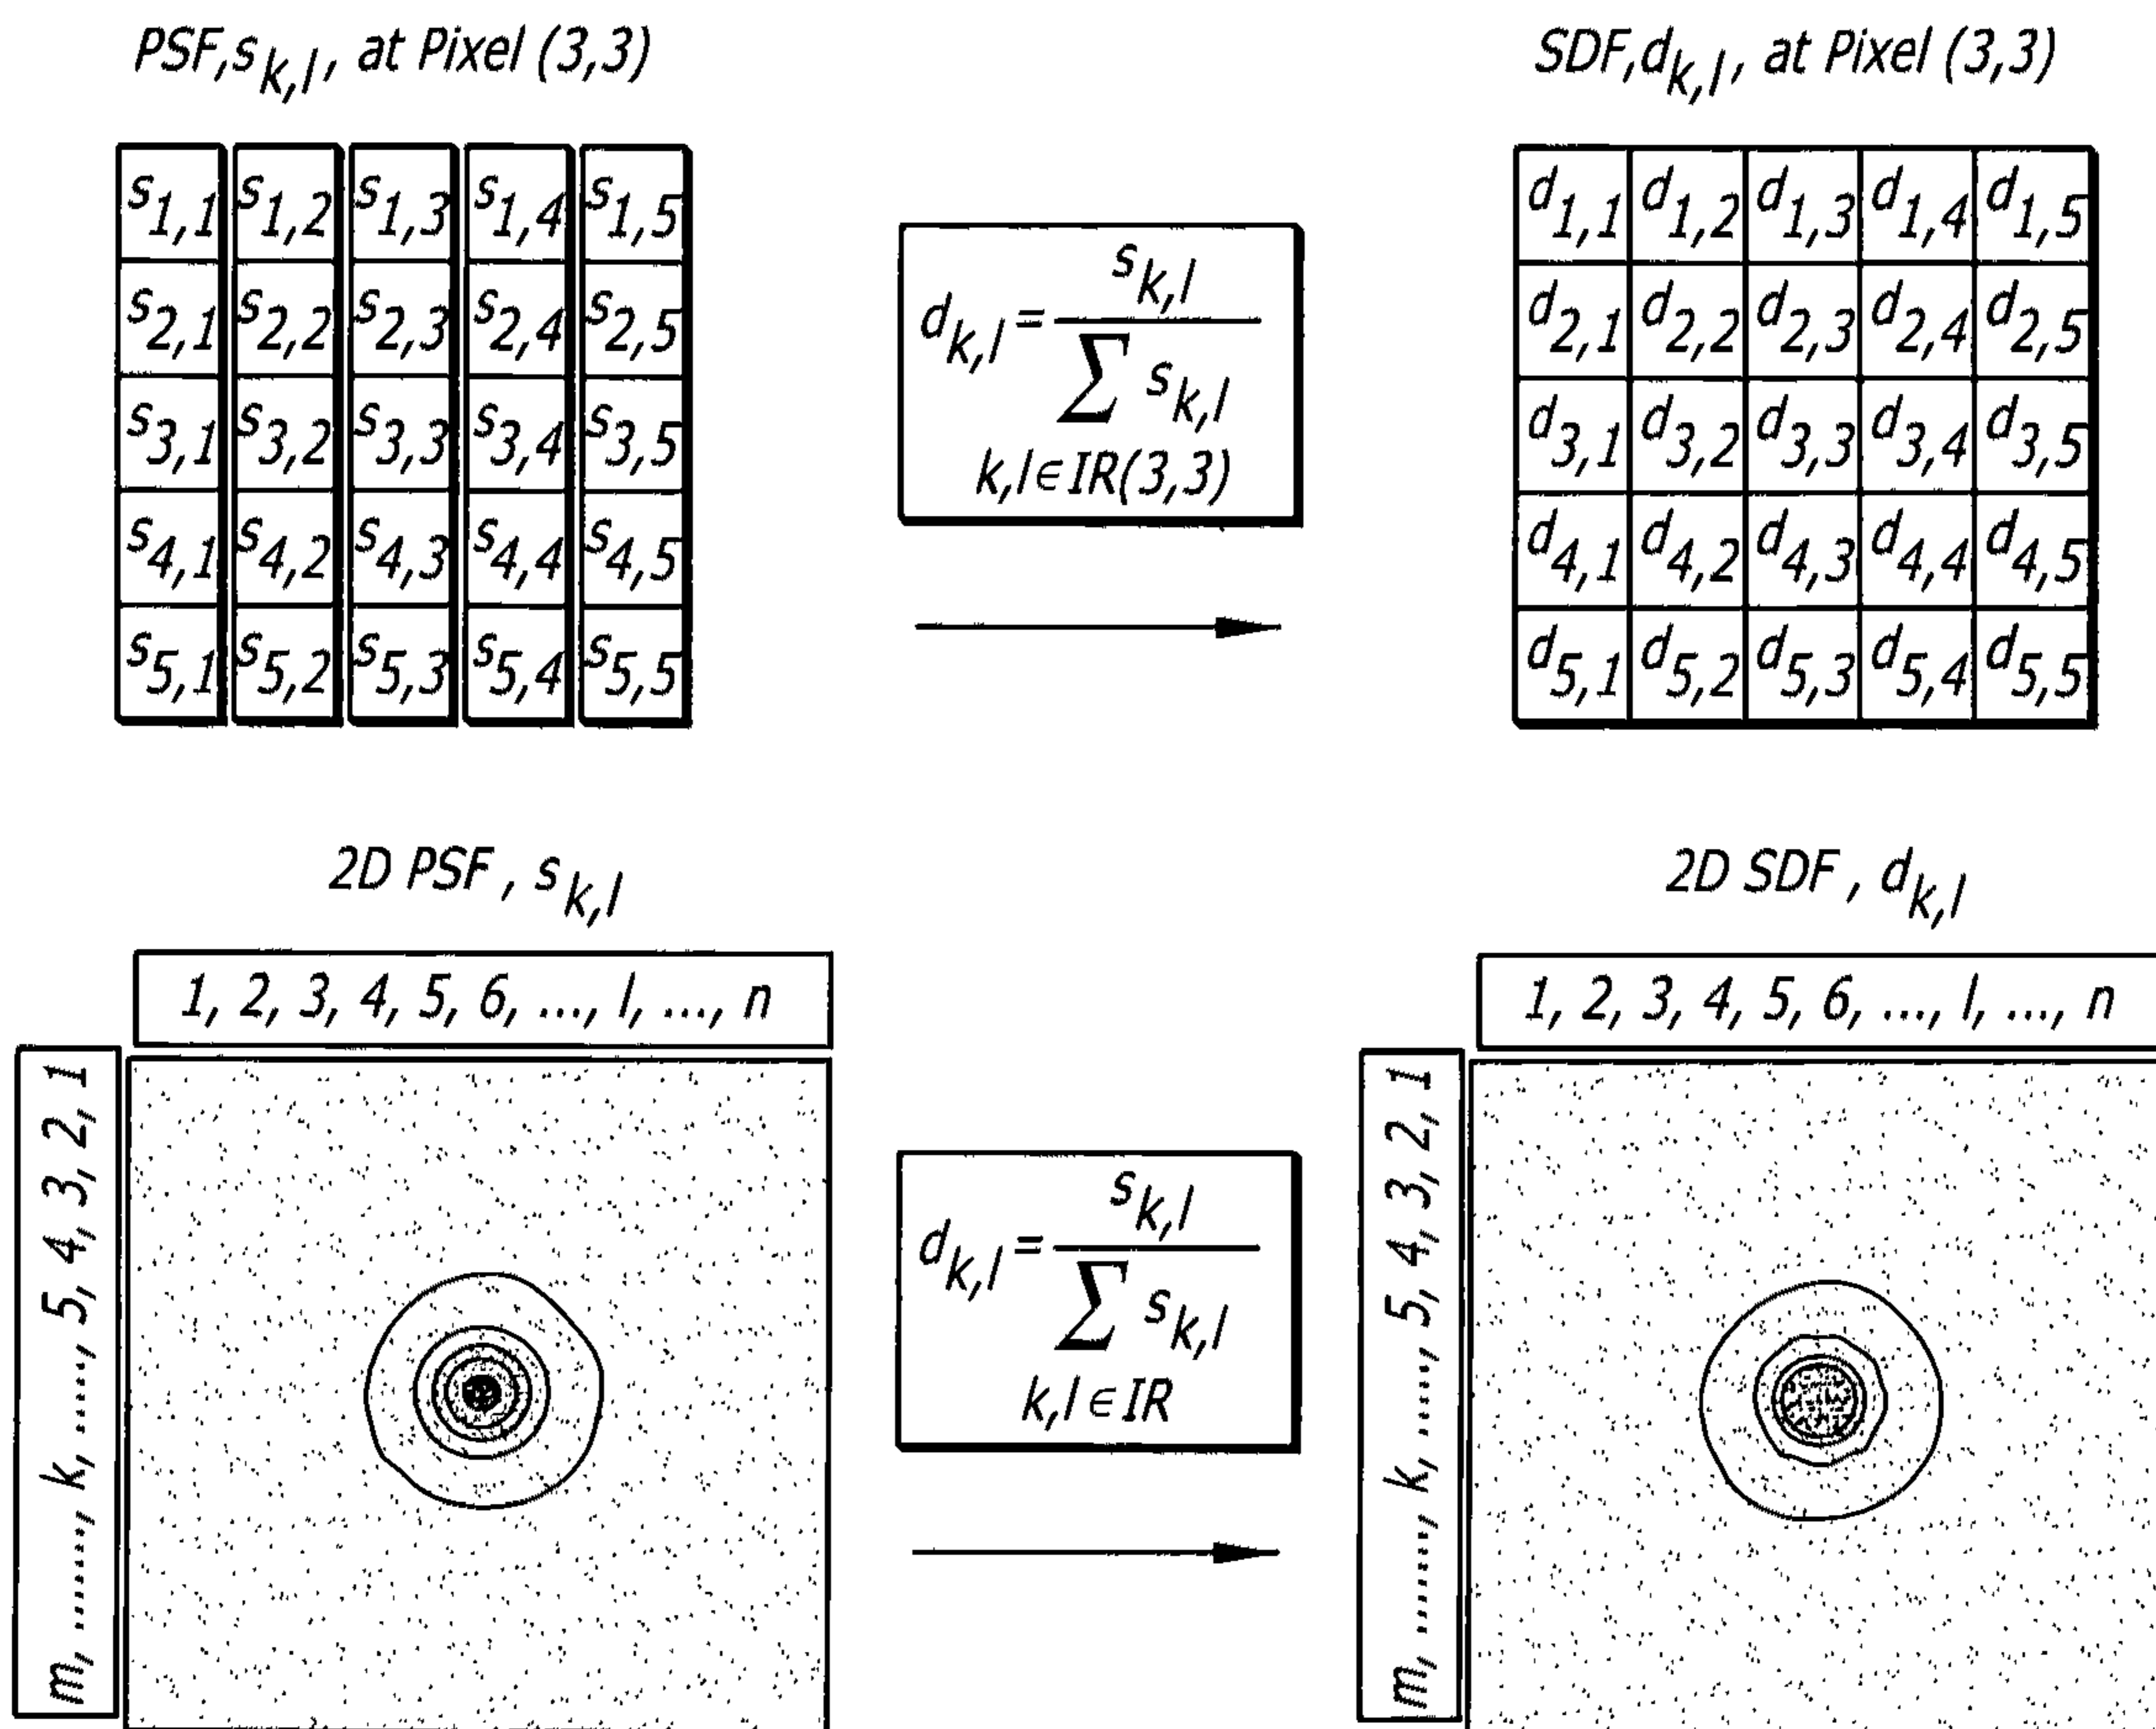 PSF,s_{k,l}, at Pixel (3,3)
SDF,d_{k,l}, at Pixel (3,3)
s_{1,1} s_{1,2} s_{1,3} s_{1,4} s_{1,5}
s_{2,1} s_{2,2} s_{2,3} s_{2,4} s_{2,5}
s_{3,1} s_{3,2} s_{3,3} s_{3,4} s_{3,5}
s_{4,1} s_{4,2} s_{4,3} s_{4,4} s_{4,5}
s_{5,1} s_{5,2} s_{5,3} s_{5,4} s_{5,5}
d_{k,l} = \frac{s_{k,l}}{\sum s_{k,l}}
k,l∈IR(3,3)
d_{1,1} d_{1,2} d_{1,3} d_{1,4} d_{1,5}
d_{2,1} d_{2,2} d_{2,3} d_{2,4} d_{2,5}
d_{3,1} d_{3,2} d_{3,3} d_{3,4} d_{3,5}
d_{4,1} d_{4,2} d_{4,3} d_{4,4} d_{4,5}
d_{5,1} d_{5,2} d_{5,3} d_{5,4} d_{5,5}
2D PSF , s_{k,l}
1, 2, 3, 4, 5, 6, ..., l, ..., n
m, ......., k, ....., 5, 4, 3, 2, 1
d_{k,l} = \frac{s_{k,l}}{\sum s_{k,l}}
k,l∈IR
2D SDF , d_{k,l}
1, 2, 3, 4, 5, 6, ..., l, ..., n
m, ......., k, ....., 5, 4, 3, 2, 1